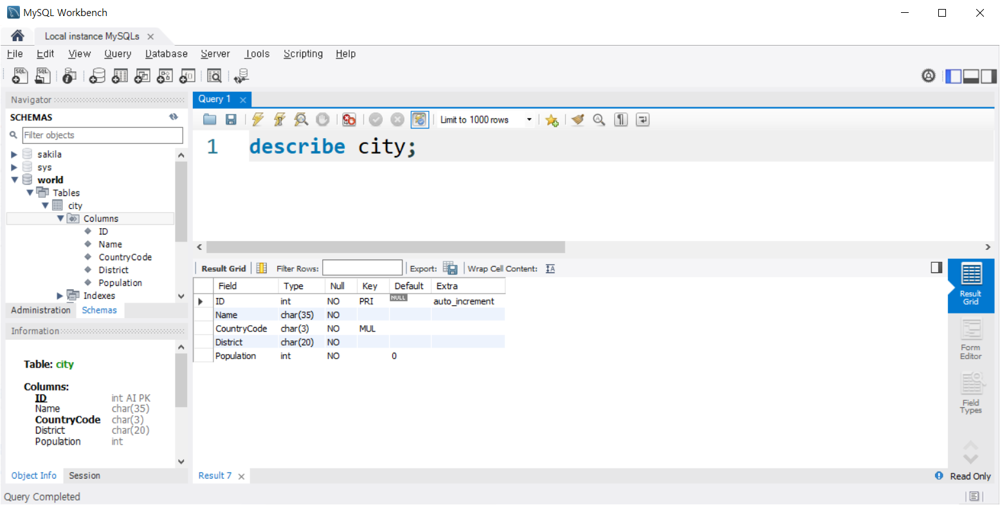 MySQL Workbench
Local instance MySQLs
File Edit View Query Database Server Tools Scripting Help
Navigator
SCHEMAS
Filter objects
sakila
sys
world
Tables
city
Columns
ID
Name
CountryCode
District
Population
Indexes
Administration Schemas
Information
Table: city
Columns:
ID int AI PK
Name char(35)
CountryCode char(3)
District char(20)
Population int
Object Info Session
Query 1
Limit to 1000 rows
1 describe city;
Result Grid Filter Rows: Export: Wrap Cell Content:
Field Type Null Key Default Extra
ID int NO PRI NULL auto_increment
Name char(35) NO
CountryCode char(3) NO MUL
District char(20) NO
Population int NO 0
Result
Grid
Form
Editor
Field
Types
Result 7
Read Only
Query Completed